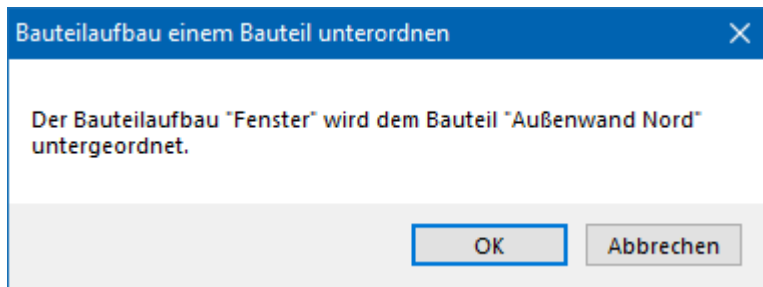 Bauteilaufbau einem Bauteil unterordnen
Der Bauteilaufbau "Fenster" wird dem Bauteil "Außenwand Nord"
untergeordnet.
OK
Abbrechen